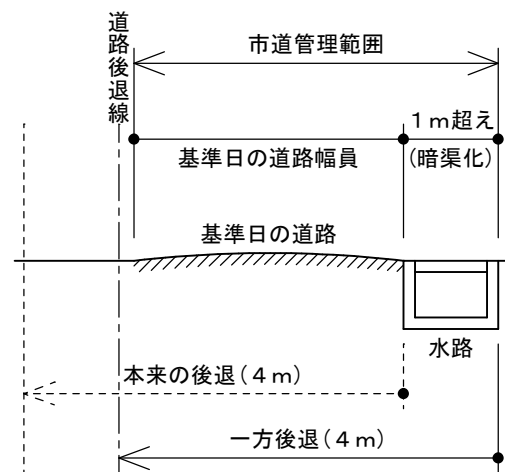 道路後退線
市道管理範囲
1m超え
基準日の道路幅員
(暗渠化)
基準日の道路
水路
本来の後退(4m)
一方後退(4m)